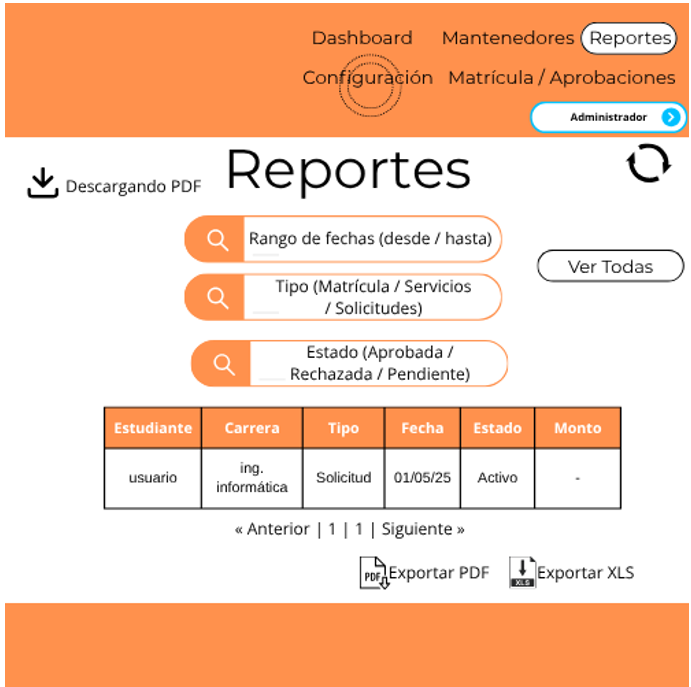 Dashboard Mantenedores Reportes
Configuración Matrícula / Aprobaciones
Administrador
Reportes
Descargando PDF
Rango de fechas (desde / hasta)
Ver Todas
Tipo (Matrícula / Servicios
/ Solicitudes)
Estado (Aprobada /
Rechazada / Pendiente)
Estudiante Carrera Tipo Fecha Estado Monto
usuario ing. informática Solicitud 01/05/25 Activo -
« Anterior | 1 | 1 | Siguiente »
PDF Exportar PDF XLS Exportar XLS